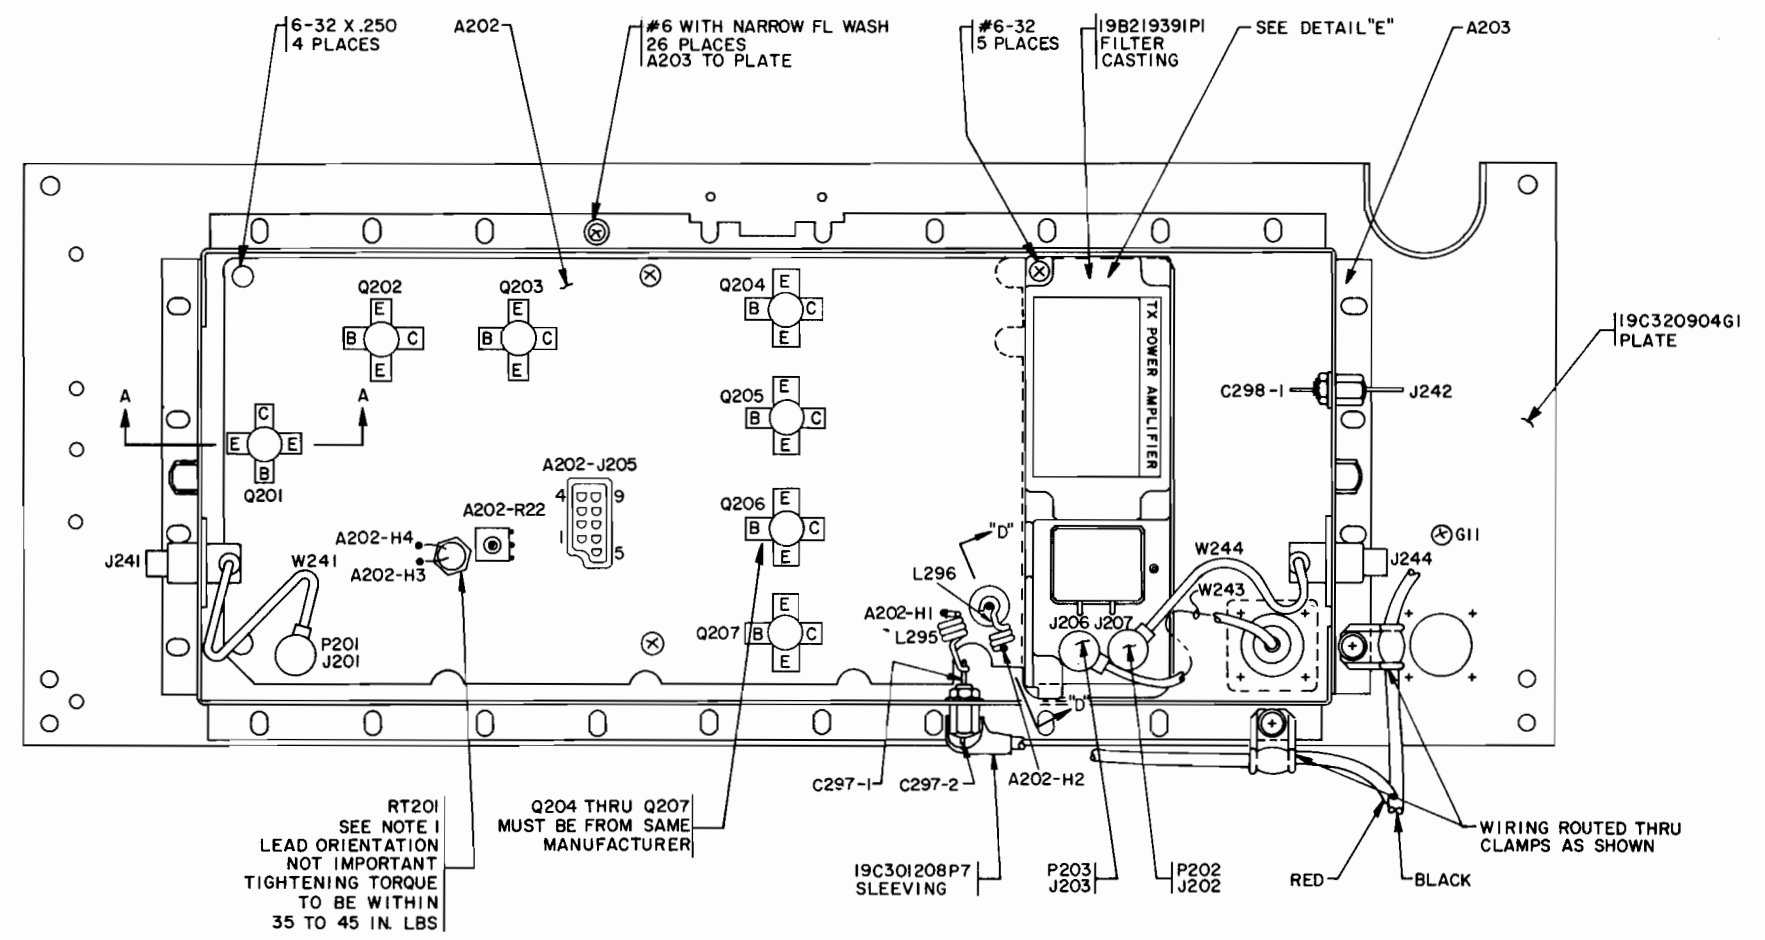 6-32 X .250
4 PLACES
A202
#6 WITH NARROW FL WASH
26 PLACES
A203 TO PLATE
#6-32
5 PLACES
19B219391P1
FILTER
CASTING
SEE DETAIL "E"
A203
19C320904G1
PLATE
Q202
E
B C
E
Q203
E
B C
E
Q204
E
B C
E
Q205
E
B C
E
Q206
E
B C
E
Q207
E
B C
E
A A
C
E E
B
Q201
TX POWER AMPLIFIER
C298-1
J242
A202-J205
4 9
1 5
A202-R22
A202-H4
A202-H3
J241
W241
P201
J201
"D"
L296
A202-H1
L295
J206 J207
W244
W243
J244
G11
"D"
C297-1
C297-2
A202-H2
RT201
SEE NOTE 1
LEAD ORIENTATION
NOT IMPORTANT
TIGHTENING TORQUE
TO BE WITHIN
35 TO 45 IN. LBS
Q204 THRU Q207
MUST BE FROM SAME
MANUFACTURER
19C301208P7
SLEEVING
P203
J203
P202
J202
RED
BLACK
WIRING ROUTED THRU
CLAMPS AS SHOWN